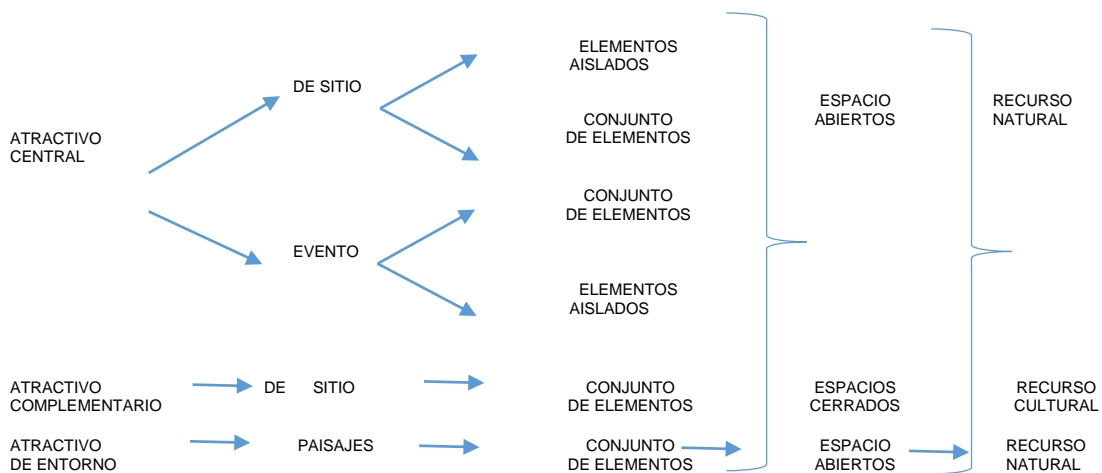 ATRACTIVO
CENTRAL
DE SITIO
EVENTO
ELEMENTOS
AISLADOS
CONJUNTO
DE ELEMENTOS
CONJUNTO
DE ELEMENTOS
ELEMENTOS
AISLADOS
ESPACIO
ABIERTOS
RECURSO
NATURAL
ATRACTIVO
COMPLEMENTARIO
DE SITIO
CONJUNTO
DE ELEMENTOS
ESPACIOS
CERRADOS
RECURSO
CULTURAL
ATRACTIVO
DE ENTORNO
PAISAJES
CONJUNTO
DE ELEMENTOS
ESPACIO
ABIERTOS
RECURSO
NATURAL